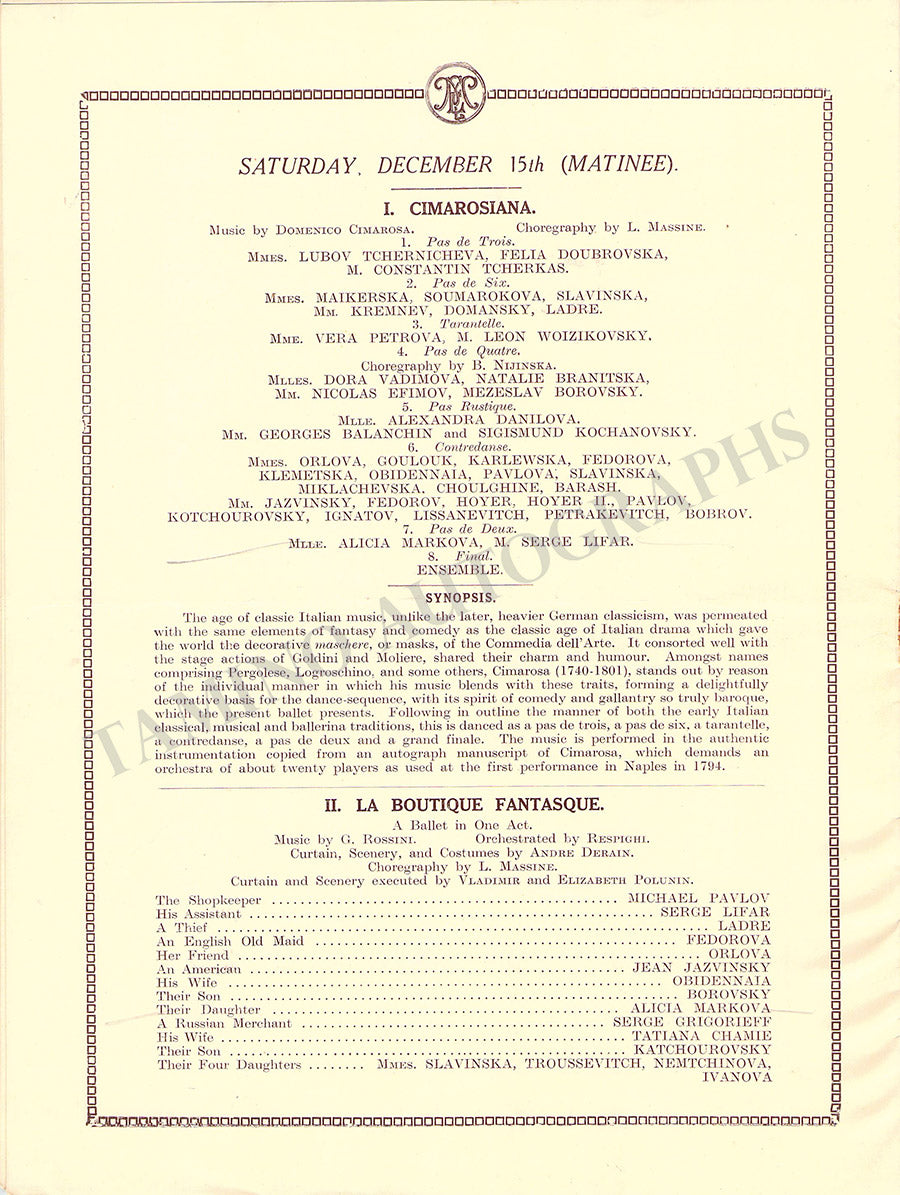 SATURDAY, DECEMBER 15th (MATINEE).
I. CIMAROSIANA.
Music by DOMENICO CIMAROSA. Choregraphy by L. MASSINE.
1. Pas de Trois.
MMES. LUBOV TCHERNICHEVA, FELIA DOUBROVSKA,
M. CONSTANTIN TCHERKAS.
2. Pas de Six.
MMES. MAIKERSKA, SOUMAROKOVA, SLAVINSKA,
MM. KREMNEV, DOMANSKY, LADRE.
3. Tarantelle.
MME. VERA PETROVA, M. LEON WOIZIKOVSKY.
4. Pas de Quatre.
Choregraphy by B. NIJINSKA.
MLLES. DORA VADIMOVA, NATALIE BRANITSKA,
MM. NICOLAS EFIMOV, MEZESLAV BOROVSKY.
5. Pas Rustique.
MLLE. ALEXANDRA DANILOVA.
MM. GEORGES BALANCHIN and SIGISMUND KOCHANOVSKY.
6. Contredanse.
MMES. ORLOVA, GOULOUK, KARLEWSKA, FEDOROVA,
KLEMETSKA, OBIDENNAIA, PAVLOVA, SLAVINSKA,
MIKLACHEVSKA, CHOULGHINE, BARASH.
MM. JAZVINSKY, FEDOROV, HOYER, HOYER II., PAVLOV,
KOTCHOUROVSKY, IGNATOV, LISSANEVITCH, PETRAKEVITCH, BOBROV.
7. Pas de Deux.
MLLE. ALICIA MARKOVA, M. SERGE LIFAR.
8. Final.
ENSEMBLE.
SYNOPSIS.
The age of classic Italian music, unlike the later, heavier German classicism, was permeated
with the same elements of fantasy and comedy as the classic age of Italian drama which gave
the world the decorative maschere, or masks, of the Commedia dell'Arte. It consorted well with
the stage actions of Goldini and Moliere, shared their charm and humour. Amongst names
comprising Pergolese, Logroschino, and some others, Cimarosa (1740-1801), stands out by reason
of the individual manner in which his music blends with these traits, forming a delightfully
decorative basis for the dance-sequence, with its spirit of comedy and gallantry so truly baroque,
which the present ballet presents. Following in outline the manner of both the early Italian
classical, musical and ballerina traditions, this is danced as a pas de trois, a pas de six, a tarantelle,
a contredanse, a pas de deux and a grand finale. The music is performed in the authentic
instrumentation copied from an autograph manuscript of Cimarosa, which demands an
orchestra of about twenty players as used at the first performance in Naples in 1794.
II. LA BOUTIQUE FANTASQUE.
A Ballet in One Act.
Music by G. ROSSINI. Orchestrated by RESPIGHI.
Curtain, Scenery, and Costumes by ANDRE DERAIN.
Choregraphy by L. MASSINE.
Curtain and Scenery executed by VLADIMIR and ELIZABETH POLUNIN.
The Shopkeeper ........ MICHAEL PAVLOV
His Assistant ........ SERGE LIFAR
A Thief ........ LADRE
An English Old Maid ........ FEDOROVA
Her Friend ........ ORLOVA
An American ........ JEAN JAZVINSKY
His Wife ........ OBIDENNAIA
Their Son ........ BOROVSKY
Their Daughter ........ ALICIA MARKOVA
A Russian Merchant ........ SERGE GRIGORIEFF
His Wife ........ TATIANA CHAMIE
Their Son ........ KATCHOUROVSKY
Their Four Daughters ........ MMES. SLAVINSKA, TROUSSEVITCH, NEMTCHINOVA,
IVANOVA
TAMINO AUTOGRAPHS